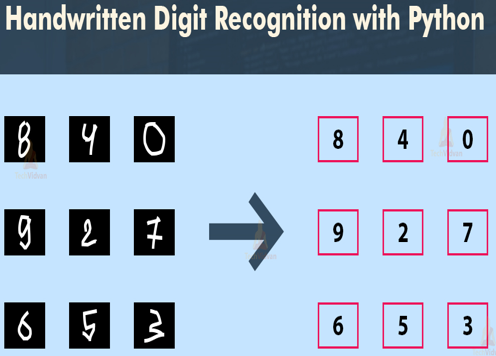 Handwritten Digit Recognition with Python
8 4 0 8 4 0
9 2 7 9 2 7
6 5 3 6 5 3